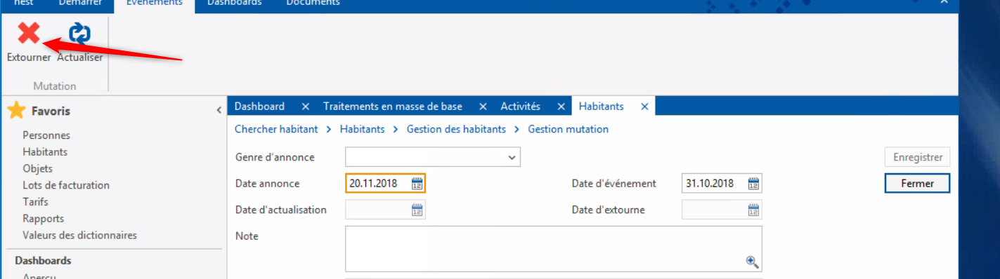 nest Démarrer Evénements Dashboards Documents
Extourner Actualiser
Mutation
Favoris
Personnes
Habitants
Objets
Lots de facturation
Tarifs
Rapports
Valeurs des dictionnaires
Dashboards
Aperçu
Dashboard Traitements en masse de base Activités Habitants
Chercher habitant > Habitants > Gestion des habitants > Gestion mutation
Genre d'annonce Enregistrer
Date annonce 20.11.2018 Date d'événement 31.10.2018 Fermer
Date d'actualisation Date d'extourne
Note